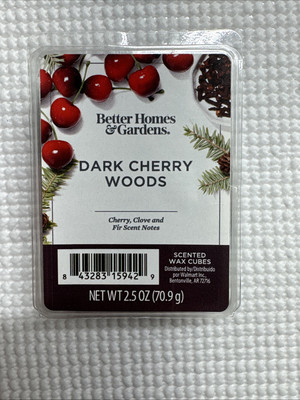 Better Homes
& Gardens.
DARK CHERRY
WOODS
Cherry, Clove and
Fir Scent Notes
SCENTED
WAX CUBES
Distributed by/Distribuido
por Walmart Inc.,
Bentonville, AR 72716
8 43283 15942 9
NET WT 2.5 OZ (70.9 g)